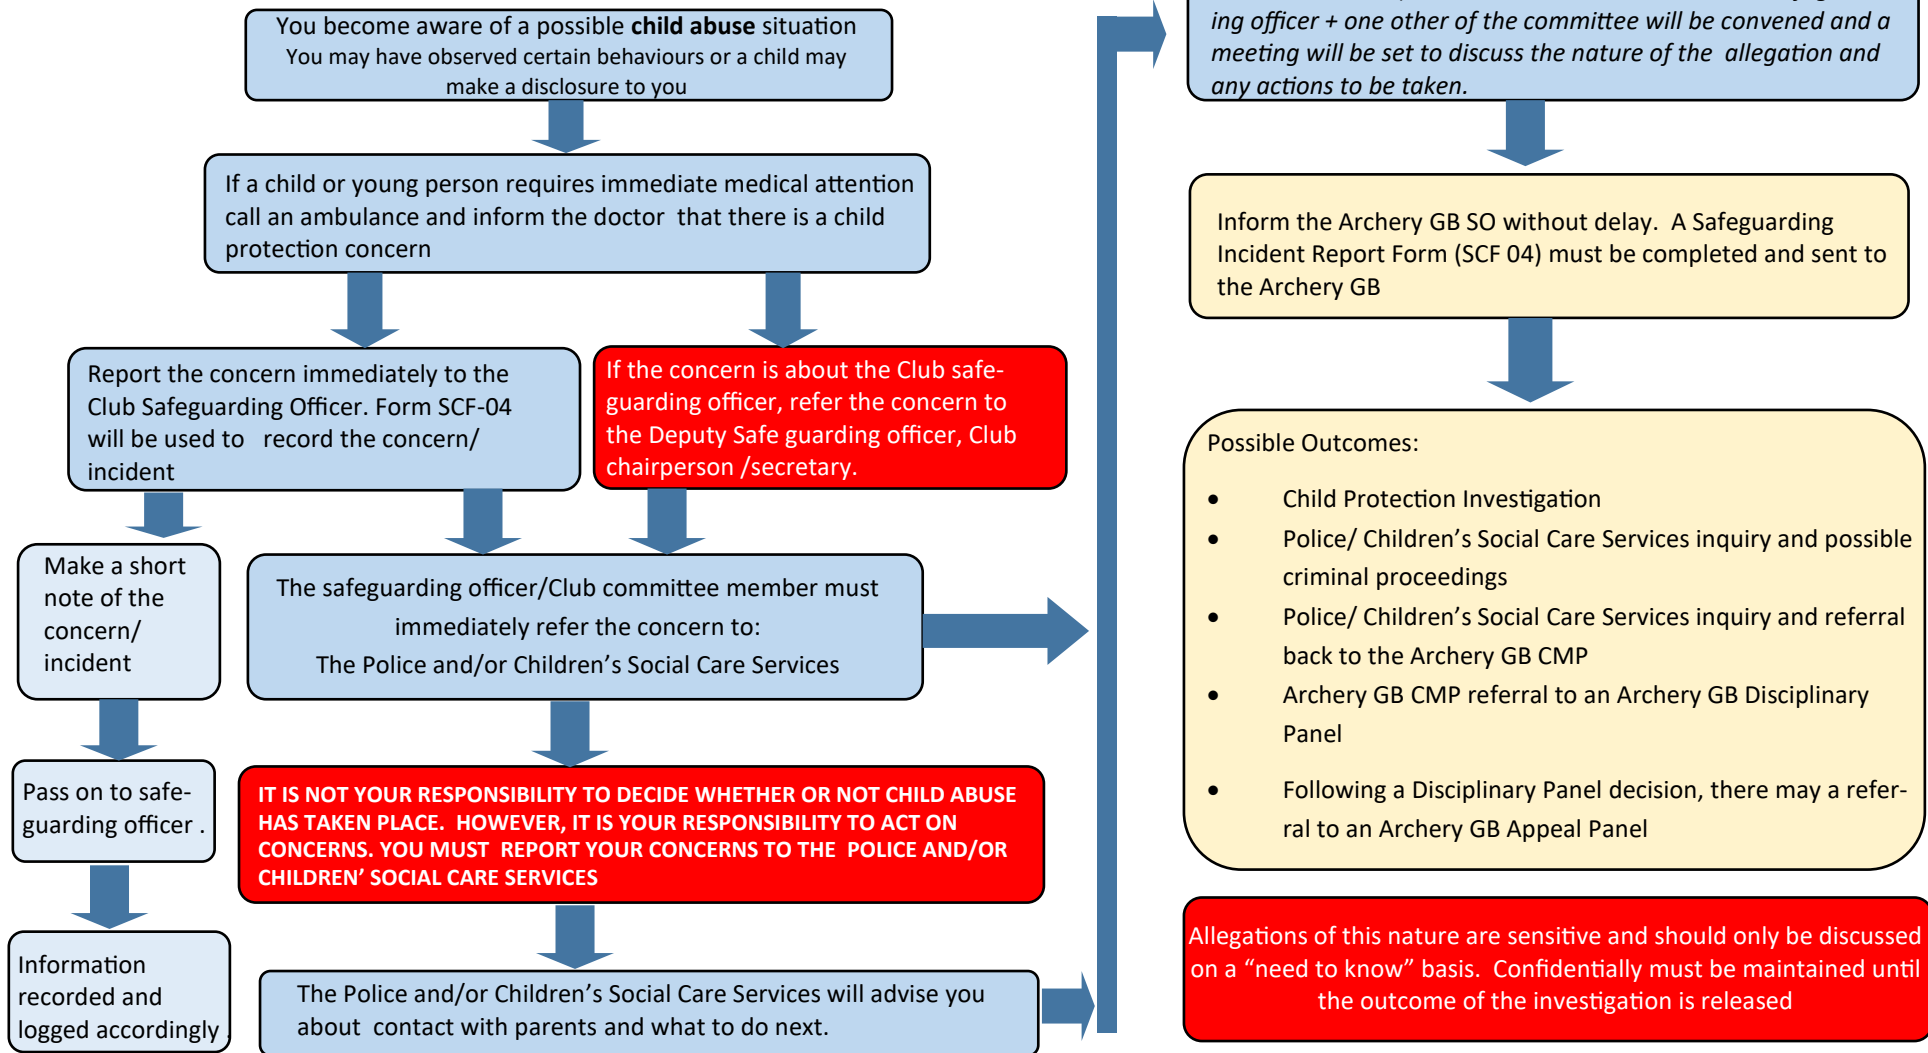 You become aware of a possible child abuse situation
You may have observed certain behaviours or a child may
make a disclosure to you
If a child or young person requires immediate medical attention
call an ambulance and inform the doctor that there is a child
protection concern
Report the concern immediately to the
Club Safeguarding Officer. Form SCF-04
will be used to record the concern/
incident
If the concern is about the Club safe-
guarding officer, refer the concern to
the Deputy Safe guarding officer, Club
chairperson /secretary.
Make a short
note of the
concern/
incident
The safeguarding officer/Club committee member must
immediately refer the concern to:
The Police and/or Children’s Social Care Services
Pass on to safe-
guarding officer .
IT IS NOT YOUR RESPONSIBILITY TO DECIDE WHETHER OR NOT CHILD ABUSE
HAS TAKEN PLACE. HOWEVER, IT IS YOUR RESPONSIBILITY TO ACT ON
CONCERNS. YOU MUST REPORT YOUR CONCERNS TO THE POLICE AND/OR
CHILDREN’ SOCIAL CARE SERVICES
Information
recorded and
logged accordingly .
The Police and/or Children’s Social Care Services will advise you
about contact with parents and what to do next.
ing officer + one other of the committee will be convened and a
meeting will be set to discuss the nature of the allegation and
any actions to be taken.
Inform the Archery GB SO without delay. A Safeguarding
Incident Report Form (SCF 04) must be completed and sent to
the Archery GB
Possible Outcomes:
• Child Protection Investigation
• Police/ Children’s Social Care Services inquiry and possible
criminal proceedings
• Police/ Children’s Social Care Services inquiry and referral
back to the Archery GB CMP
• Archery GB CMP referral to an Archery GB Disciplinary
Panel
• Following a Disciplinary Panel decision, there may a refer-
ral to an Archery GB Appeal Panel
Allegations of this nature are sensitive and should only be discussed
on a “need to know” basis. Confidentially must be maintained until
the outcome of the investigation is released